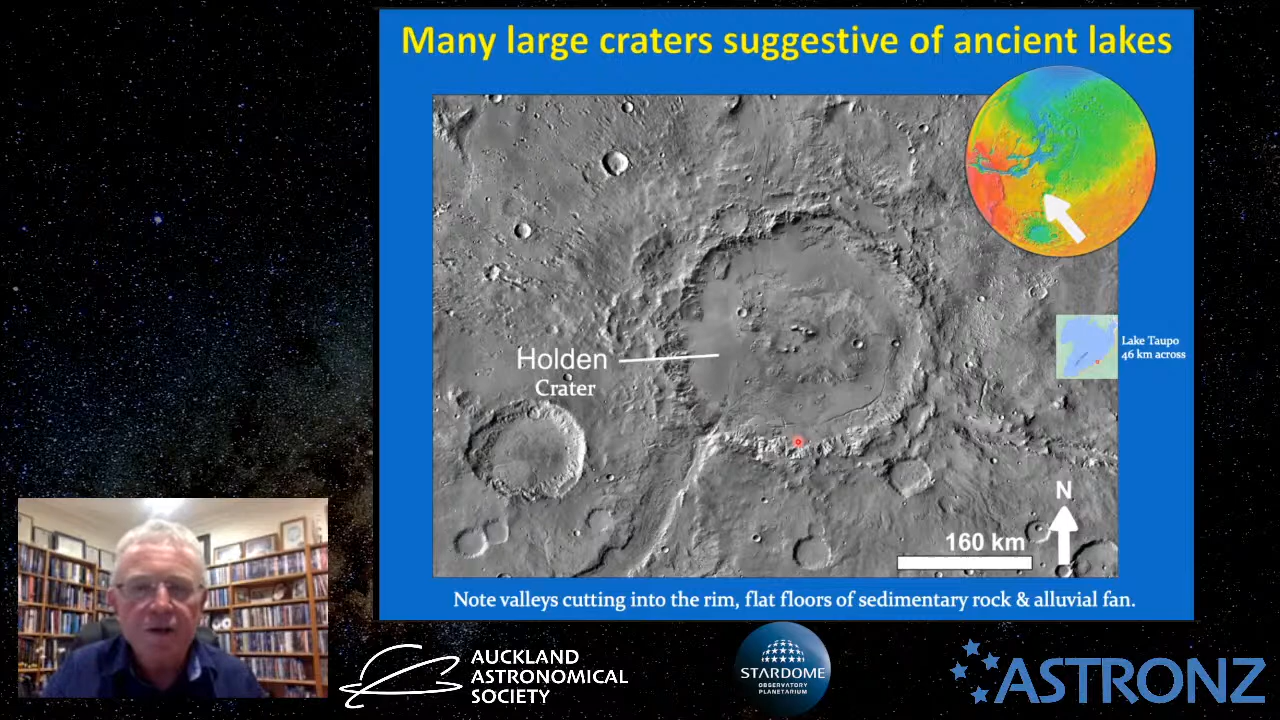 Many large craters suggestive of ancient lakes
Holden
Crater
Lake Taupo
46 km across
N
160 km
Note valleys cutting into the rim, flat floors of sedimentary rock & alluvial fan.
AUCKLAND
ASTRONOMICAL
SOCIETY
STARDOME
OBSERVATORY
PLANETARIUM
ASTRONZ